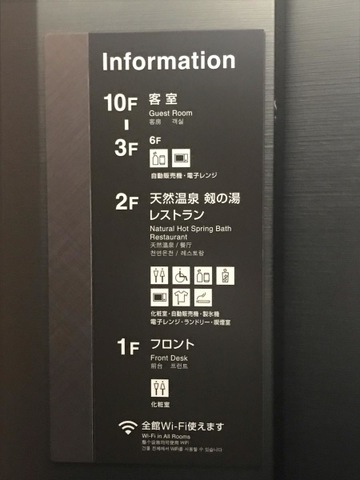 Information
10F
3F
客室
Guest Room
客房 객실
6F
自動販売機・電子レンジ
2F
天然温泉 剱の湯
レストラン
Natural Hot Spring Bath
Restaurant
天然温泉 / 餐厅
천연온천 / 레스토랑
化粧室・自動販売機・製氷機
電子レンジ・ランドリー・喫煙室
1F
フロント
Front Desk
前台 프런트
化粧室
全館Wi-Fi使えます
Wi-Fi in All Rooms